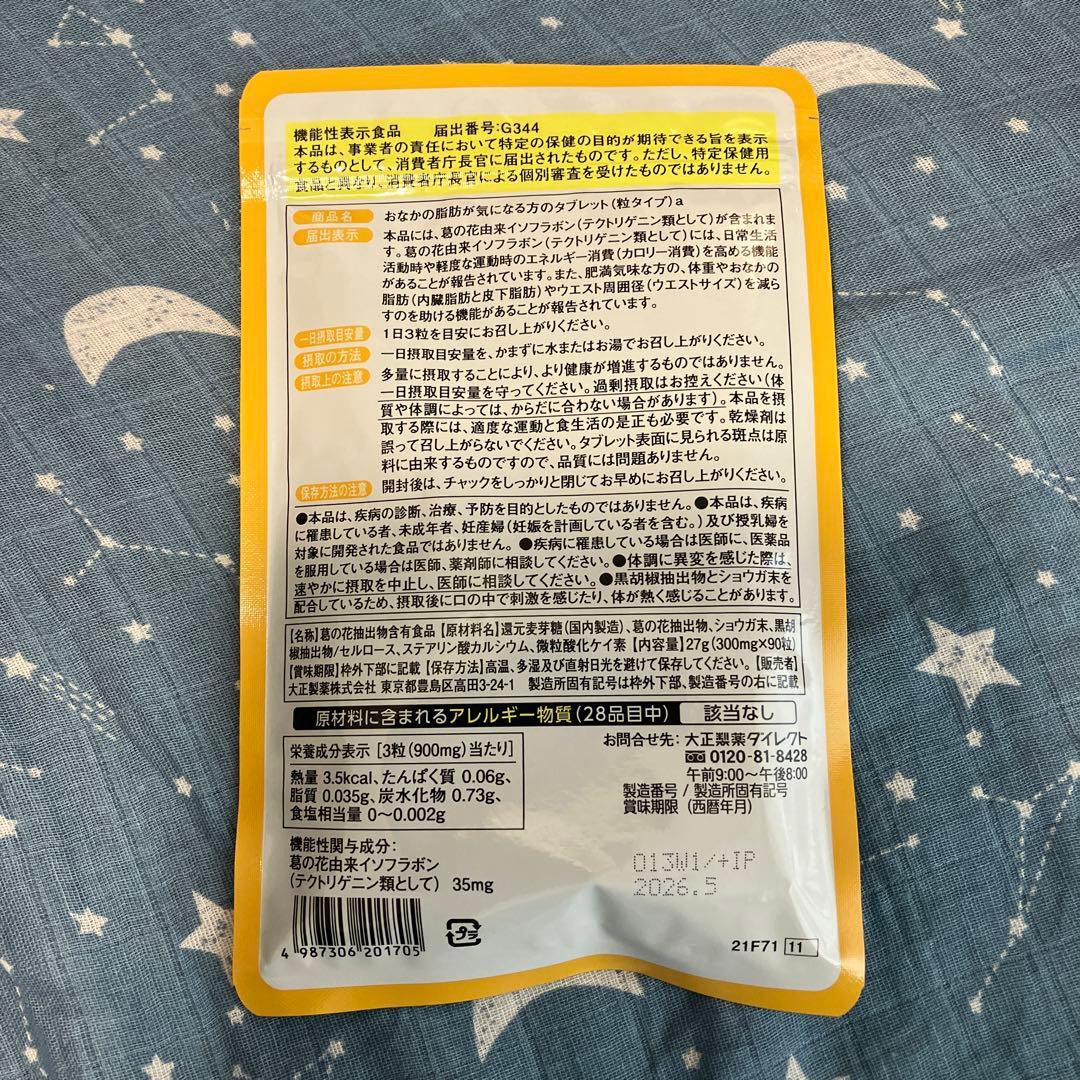 機能性表示食品 届出番号:G344
本品は、事業者の責任において特定の保健の目的が期待できる旨を表示
するものとして、消費者庁長官に届出されたものです。ただし、特定保健用
食品と異なり、消費者庁長官による個別審査を受けたものではありません。
商品名 おなかの脂肪が気になる方のタブレット(粒タイプ)a
届出表示 本品には、葛の花由来イソフラボン(テクトリゲニン類として)が含まれま
す。葛の花由来イソフラボン(テクトリゲニン類として)には、日常生活
活動時や軽度な運動時のエネルギー消費(カロリー消費)を高める機能
があることが報告されています。また、肥満気味な方の、体重やおなかの
脂肪(内臓脂肪と皮下脂肪)やウエスト周囲径(ウエストサイズ)を減ら
すのを助ける機能があることが報告されています。
一日摂取目安量 1日3粒を目安にお召し上がりください。
摂取の方法 一日摂取目安量を、かまずに水またはお湯でお召し上がりください。
摂取上の注意 多量に摂取することにより、より健康が増進するものではありません。
一日摂取目安量を守ってください。過剰摂取はお控えください(体
質や体調によっては、からだに合わない場合があります)。本品を摂
取する際には、適度な運動と食生活の是正も必要です。乾燥剤は
誤って召し上がらないでください。タブレット表面に見られる斑点は原
料に由来するものですので、品質には問題ありません。
保存方法の注意 開封後は、チャックをしっかりと閉じてお早めにお召し上がりください。
●本品は、疾病の診断、治療、予防を目的としたものではありません。●本品は、疾病
に罹患している者、未成年者、妊産婦(妊娠を計画している者を含む。)及び授乳婦を
対象に開発された食品ではありません。●疾病に罹患している場合は医師に、医薬品
を服用している場合は医師、薬剤師に相談してください。●体調に異変を感じた際は、
速やかに摂取を中止し、医師に相談してください。●黒胡椒抽出物とショウガ末を
配合しているため、摂取後に口の中で刺激を感じたり、体が熱く感じることがあります。
【名称】葛の花抽出物含有食品【原材料名】還元麦芽糖(国内製造)、葛の花抽出物、ショウガ末、黒胡
椒抽出物/セルロース、ステアリン酸カルシウム、微粒酸化ケイ素【内容量】27g(300mg×90粒)
【賞味期限】枠外下部に記載【保存方法】高温、多湿及び直射日光を避けて保存してください。【販売者】
大正製薬株式会社 東京都豊島区高田3-24-1 製造所固有記号は枠外下部、製造番号の右に記載
原材料に含まれるアレルギー物質(28品目中) 該当なし
栄養成分表示[3粒(900mg)当たり]
熱量 3.5kcal、たんぱく質 0.06g、
脂質 0.035g、炭水化物 0.73g、
食塩相当量 0〜0.002g
機能性関与成分:
葛の花由来イソフラボン
(テクトリゲニン類として) 35mg
お問合せ先:大正製薬ダイレクト
0120-81-8428
午前9:00〜午後8:00
製造番号/製造所固有記号
賞味期限(西暦年月)
013W1/+IP
2026.5
4 987306 201705
プラ
21F71 11